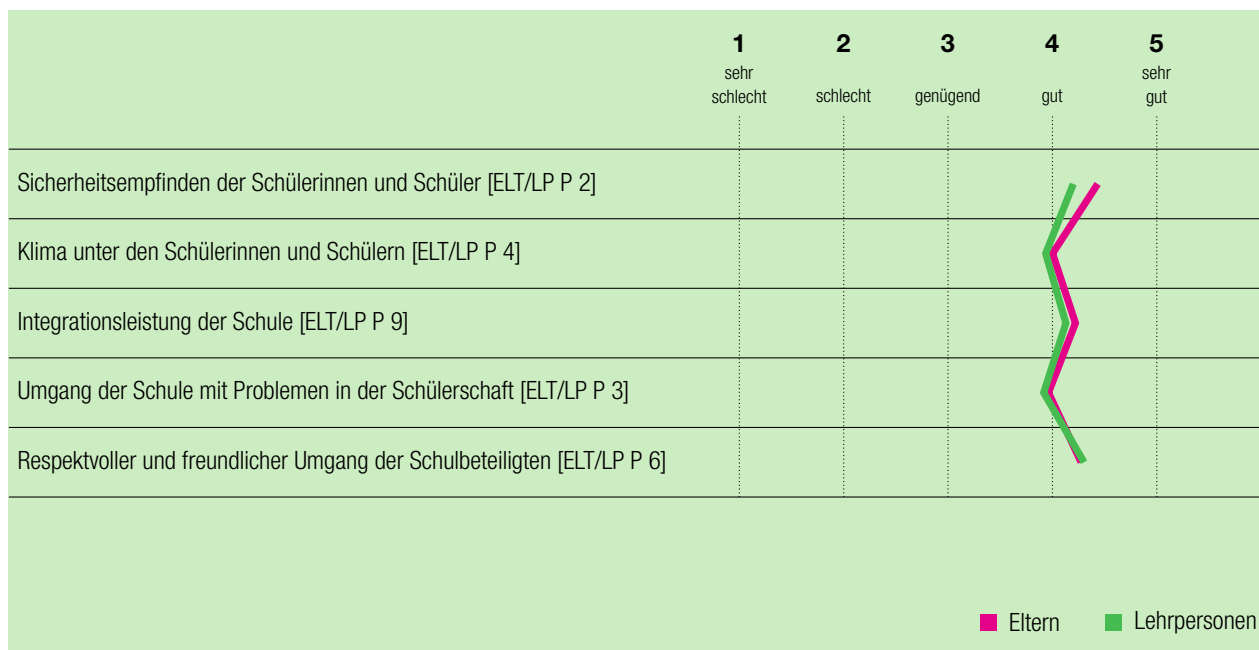 1 2 3 4 5
sehr schlecht schlecht genügend gut sehr gut
Sicherheitsempfinden der Schülerinnen und Schüler [ELT/LP P 2]
Klima unter den Schülerinnen und Schülern [ELT/LP P 4]
Integrationsleistung der Schule [ELT/LP P 9]
Umgang der Schule mit Problemen in der Schülerschaft [ELT/LP P 3]
Respektvoller und freundlicher Umgang der Schulbeteiligten [ELT/LP P 6]
Eltern Lehrpersonen